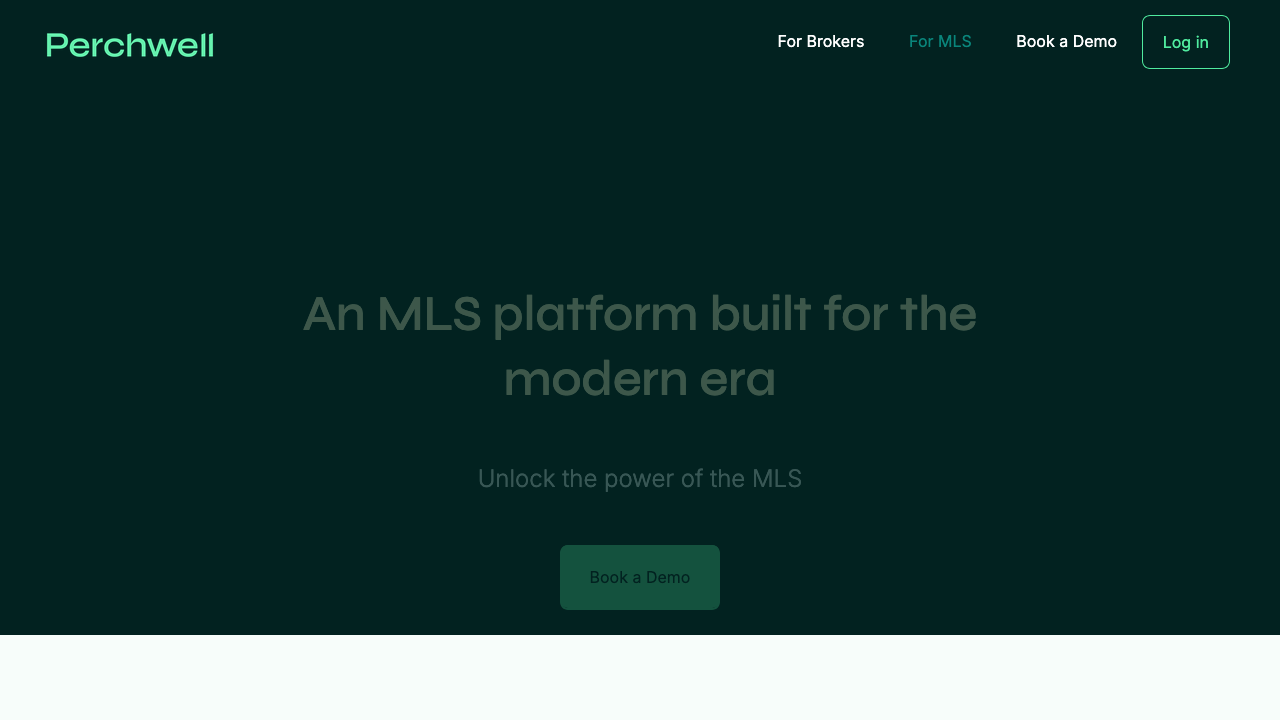 Perchwell
For Brokers
For MLS
Book a Demo
Log in
An MLS platform built for the
modern era
Unlock the power of the MLS
Book a Demo